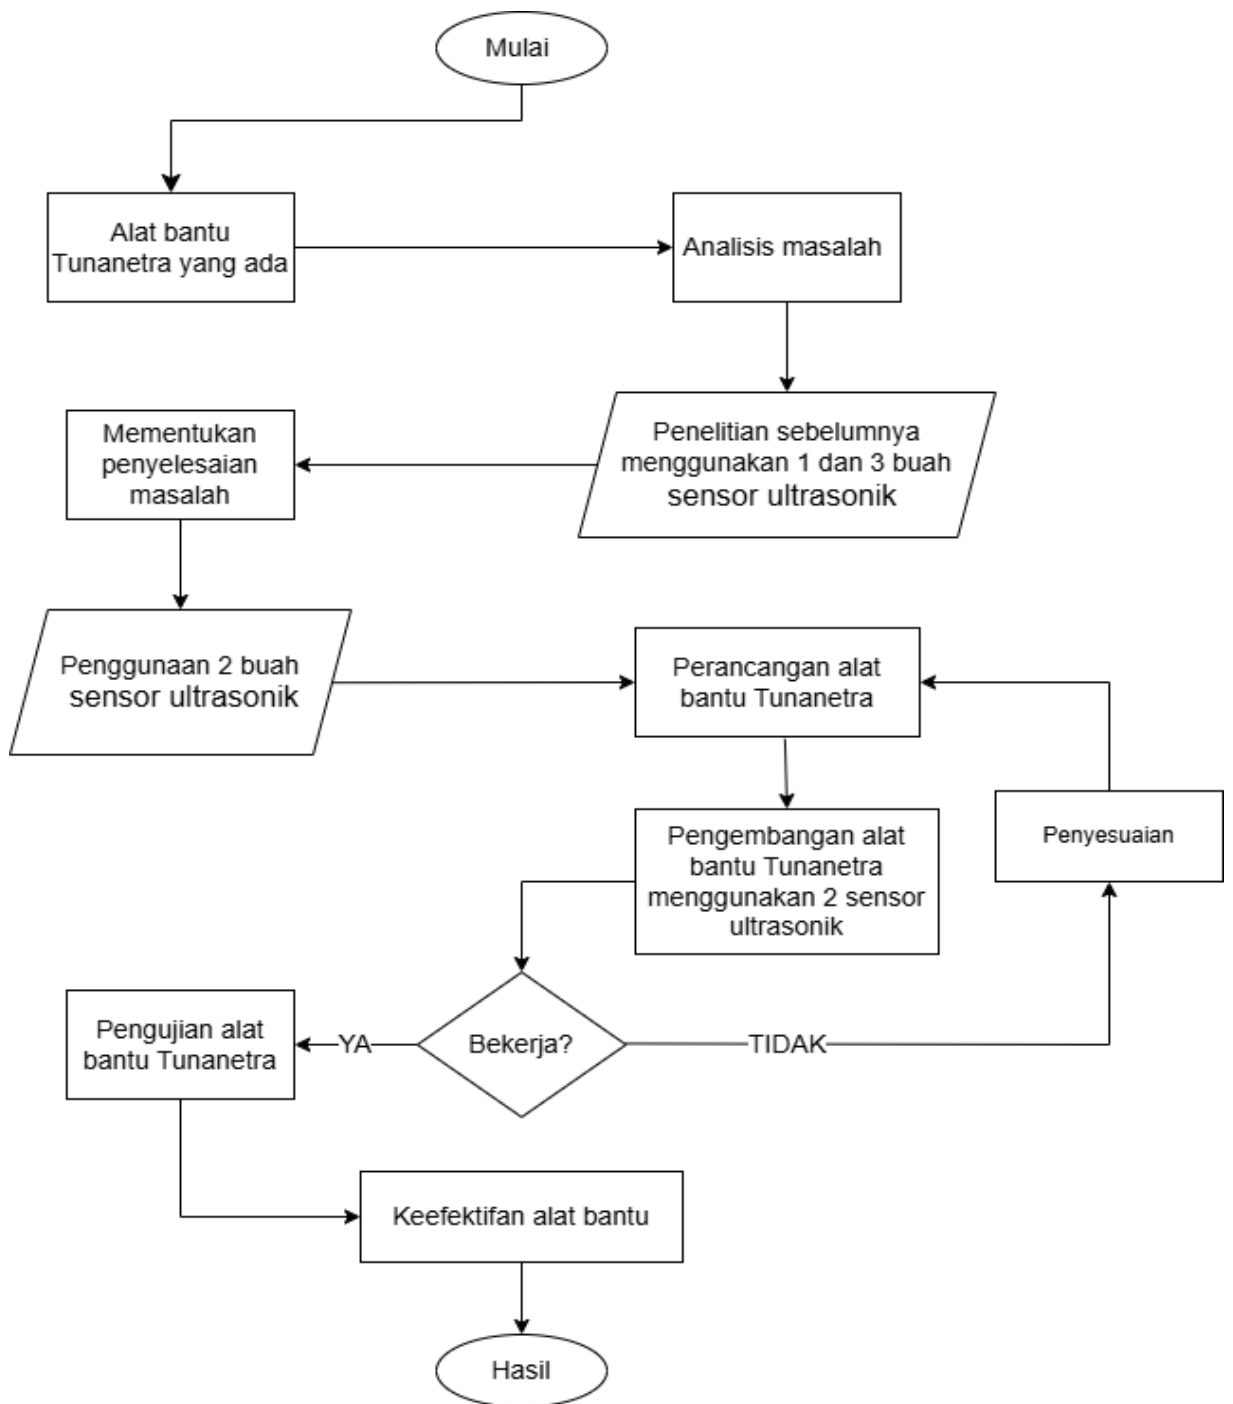 Mulai
Alat bantu
Tunanetra yang ada
Analisis masalah
Penelitian sebelumnya
menggunakan 1 dan 3 buah
sensor ultrasonik
Mementukan
penyelesaian
masalah
Penggunaan 2 buah
sensor ultrasonik
Perancangan alat
bantu Tunanetra
Pengembangan alat
bantu Tunanetra
menggunakan 2 sensor
ultrasonik
Penyesuaian
Bekerja?
YA
TIDAK
Pengujian alat
bantu Tunanetra
Keefektifan alat bantu
Hasil